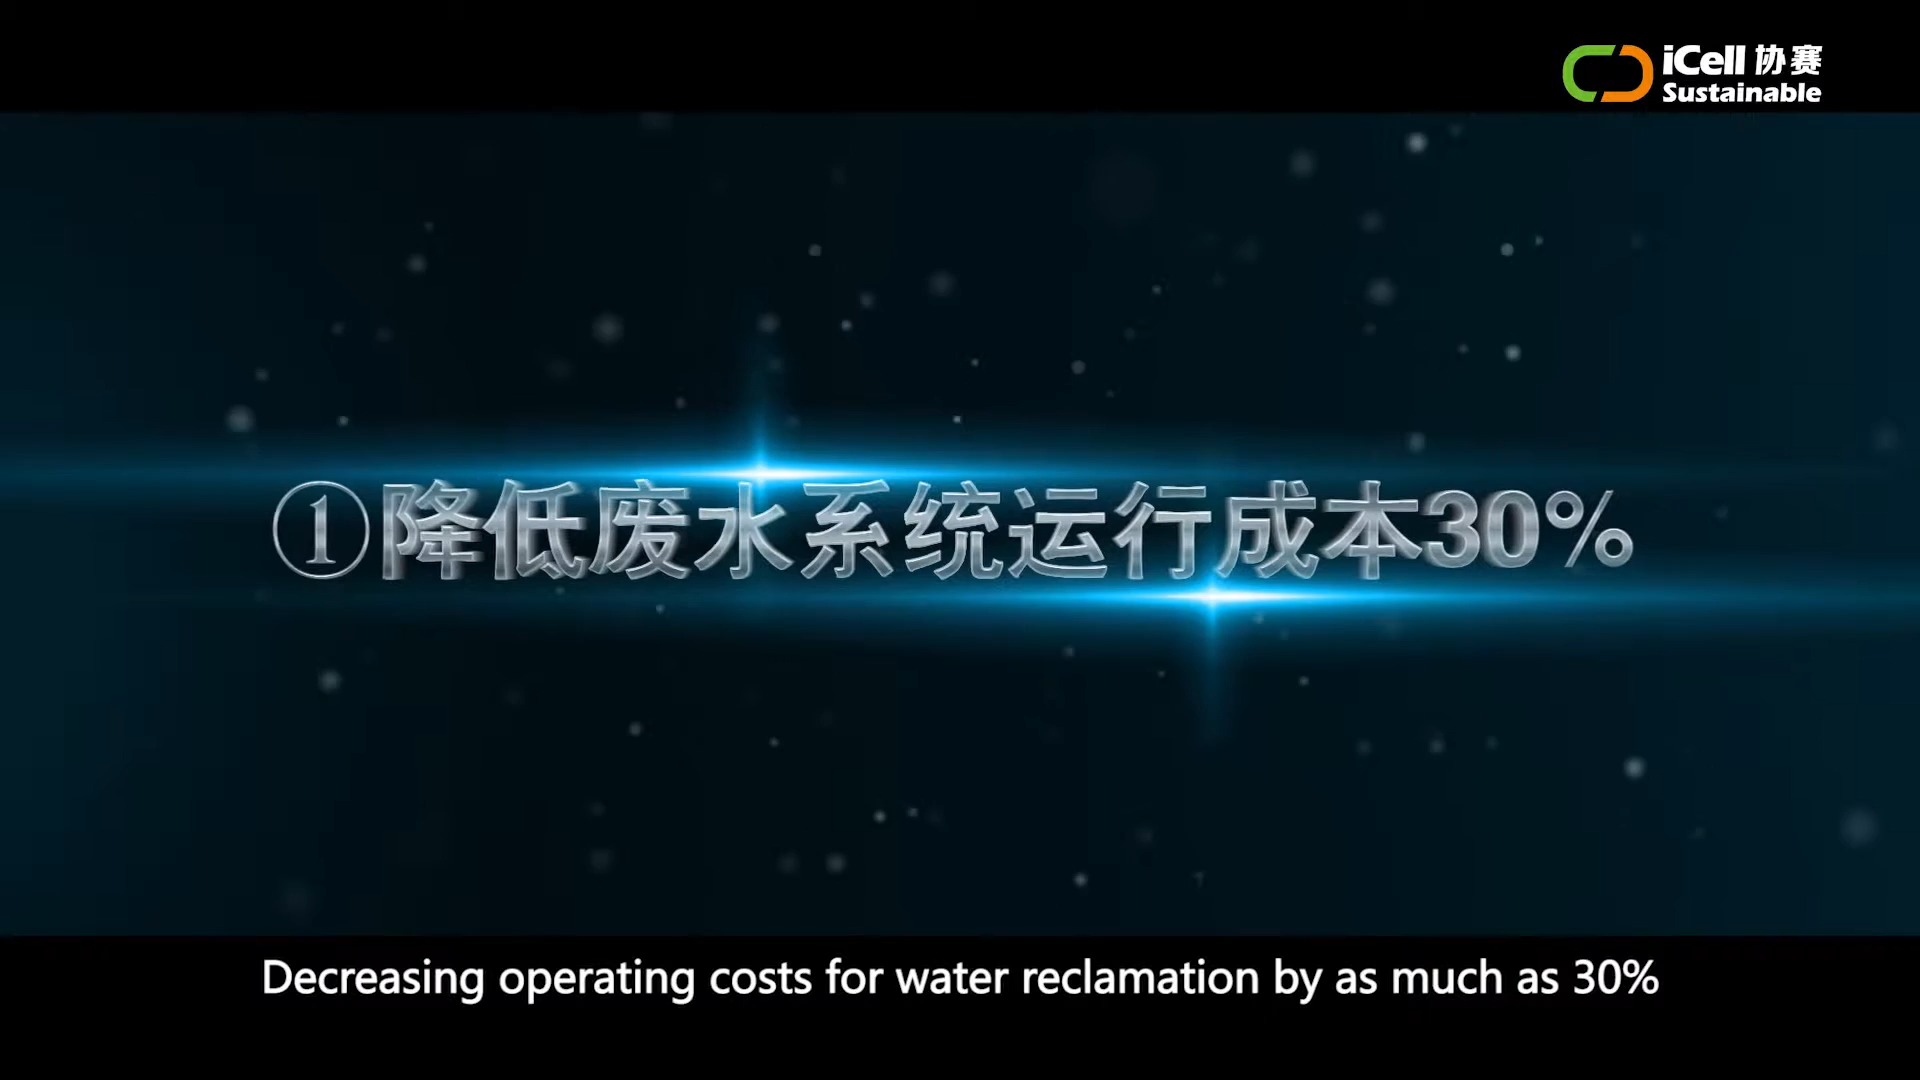 iCell 协赛
Sustainable
①降低废水系统运行成本30%
Decreasing operating costs for water reclamation by as much as 30%